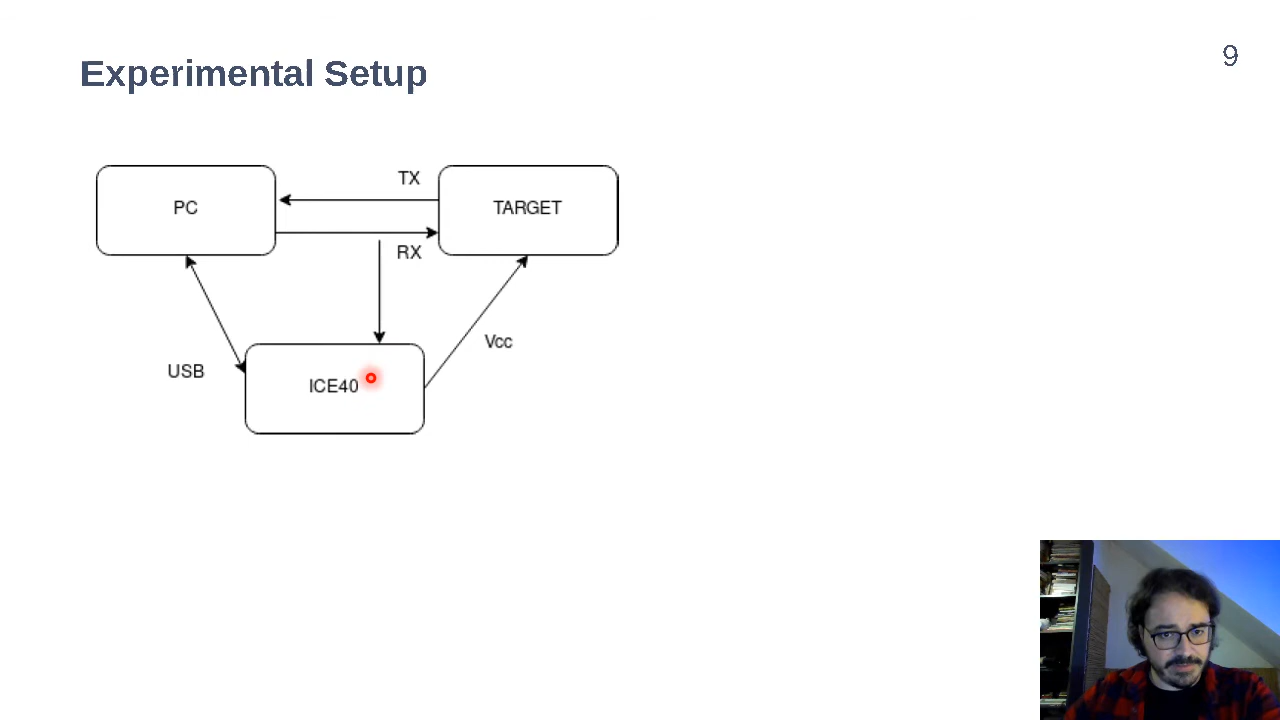 Experimental Setup
9
TX
PC
TARGET
RX
Vcc
USB
ICE40